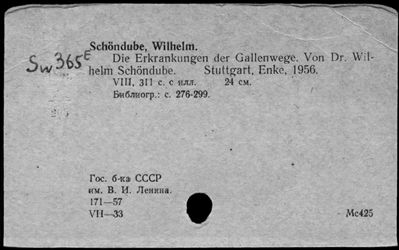 Sw 365E
Schöndube, Wilhelm.
Die Erkrankungen der Gallenwege. Von Dr. Wil-
helm Schöndube. Stuttgart, Enke, 1956.
VIII, 311 с. с илл. 24 см.
Библиогр.: с. 276-299.
Гос. б-ка СССР
им. В. И. Ленина.
171—57
VII—33
Мс425